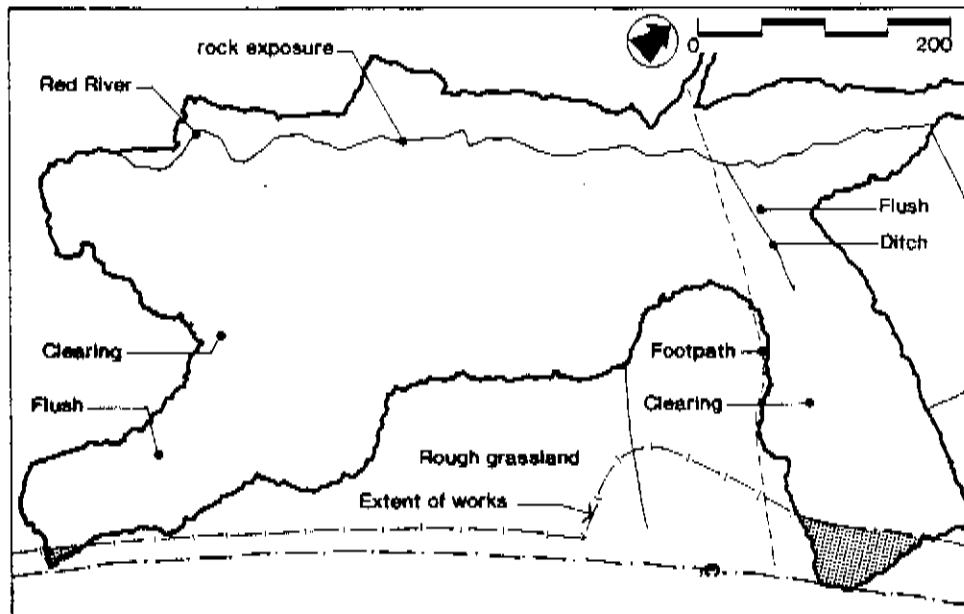 rock exposure
0
200
Red River
Flush
Ditch
Clearing
Footpath
Flush
Clearing
Rough grassland
Extent of works